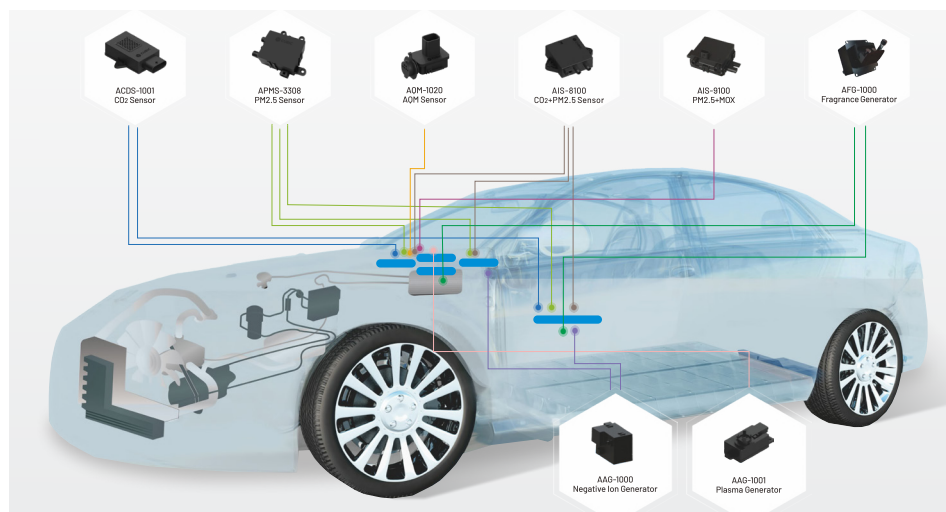 ACDS-1001
CO₂ Sensor
APMS-3308
PM2.5 Sensor
AQM-1020
AQM Sensor
AIS-8100
CO₂+PM2.5 Sensor
AIS-9100
PM2.5+MOX
AFG-1000
Fragrance Generator
AAG-1000
Negative Ion Generator
AAG-1001
Plasma Generator